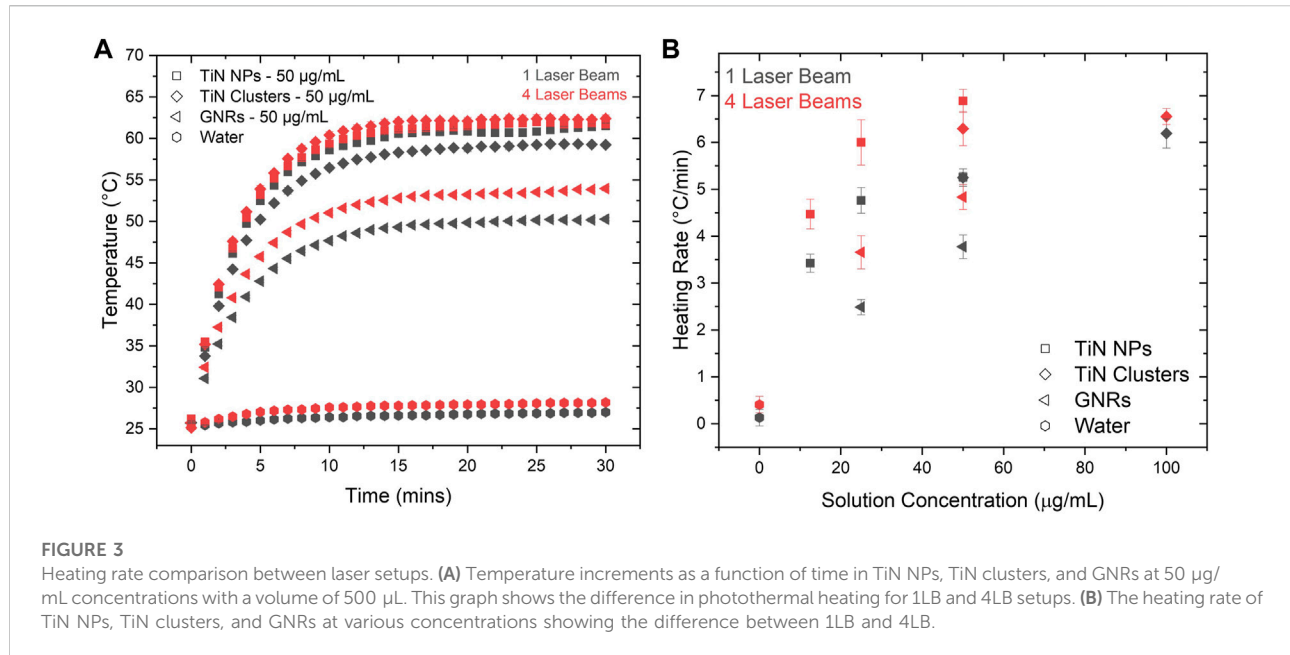 A
TiN NPs - 50 µg/mL
TiN Clusters - 50 µg/mL
GNRs - 50 µg/mL
Water
1 Laser Beam
4 Laser Beams
70
65
60
55
50
45
40
35
30
25
Temperature (°C)
0
5
10
15
20
25
30
Time (mins)
B
1 Laser Beam
4 Laser Beams
7
6
5
4
3
2
1
0
Heating Rate (°C/min)
TiN NPs
TiN Clusters
GNRs
Water
0
20
40
60
80
100
Solution Concentration (µg/mL)
FIGURE 3
Heating rate comparison between laser setups. (A) Temperature increments as a function of time in TiN NPs, TiN clusters, and GNRs at 50 µg/
mL concentrations with a volume of 500 µL. This graph shows the difference in photothermal heating for 1LB and 4LB setups. (B) The heating rate of
TiN NPs, TiN clusters, and GNRs at various concentrations showing the difference between 1LB and 4LB.